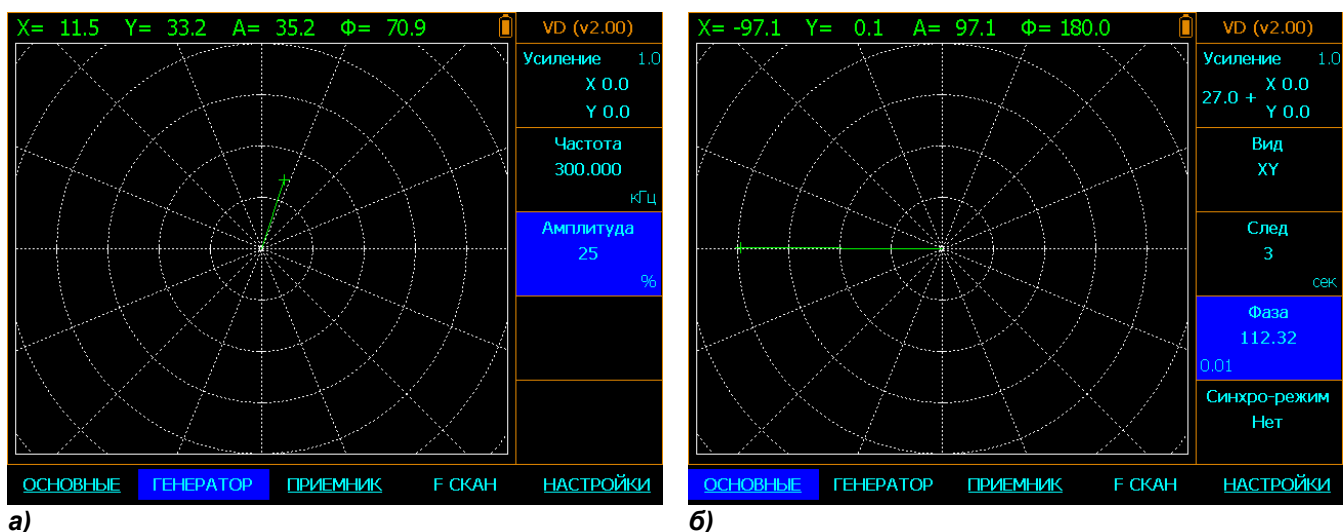 X= 11.5 Y= 33.2 A= 35.2 Ф= 70.9
VD (v2.00)
Усиление 1.0
X 0.0
Y 0.0
Частота
300.000
кГц
Амплитуда
25
%
ОСНОВНЫЕ ГЕНЕРАТОР ПРИЕМНИК F СКАН НАСТРОЙКИ
а)
X= -97.1 Y= 0.1 A= 97.1 Ф= 180.0
VD (v2.00)
Усиление 1.0
27.0 + X 0.0
Y 0.0
Вид
XY
След
3
сек
Фаза
112.32
0.01
Синхро-режим
Нет
ОСНОВНЫЕ ГЕНЕРАТОР ПРИЕМНИК F СКАН НАСТРОЙКИ
б)